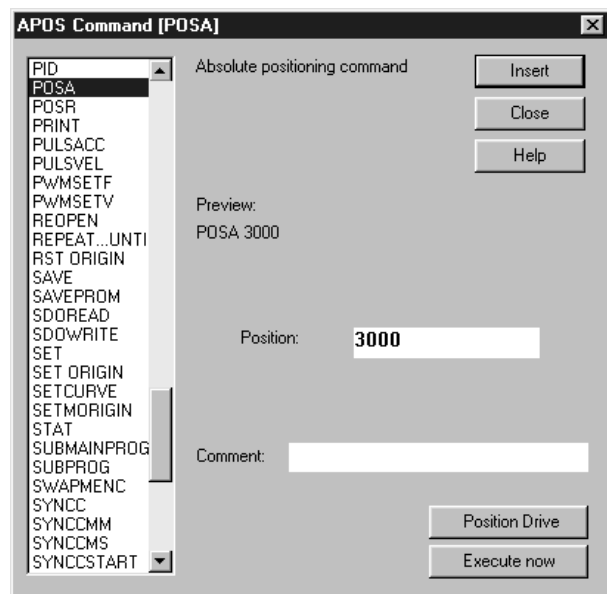 APOS Command [POSA]
PID
POSA
POSR
PRINT
PULSACC
PULSVEL
PWMSETF
PWMSETV
REOPEN
REPEAT...UNTI
RST ORIGIN
SAVE
SAVEPROM
SDOREAD
SDOWRITE
SET
SET ORIGIN
SETCURVE
SETMORIGIN
STAT
SUBMAINPROG
SUBPROG
SWAPMENC
SYNCC
SYNCCMM
SYNCCMS
SYNCCSTART
Absolute positioning command
Preview:
POSA 3000
Position: 3000
Comment:
Insert
Close
Help
Position Drive
Execute now